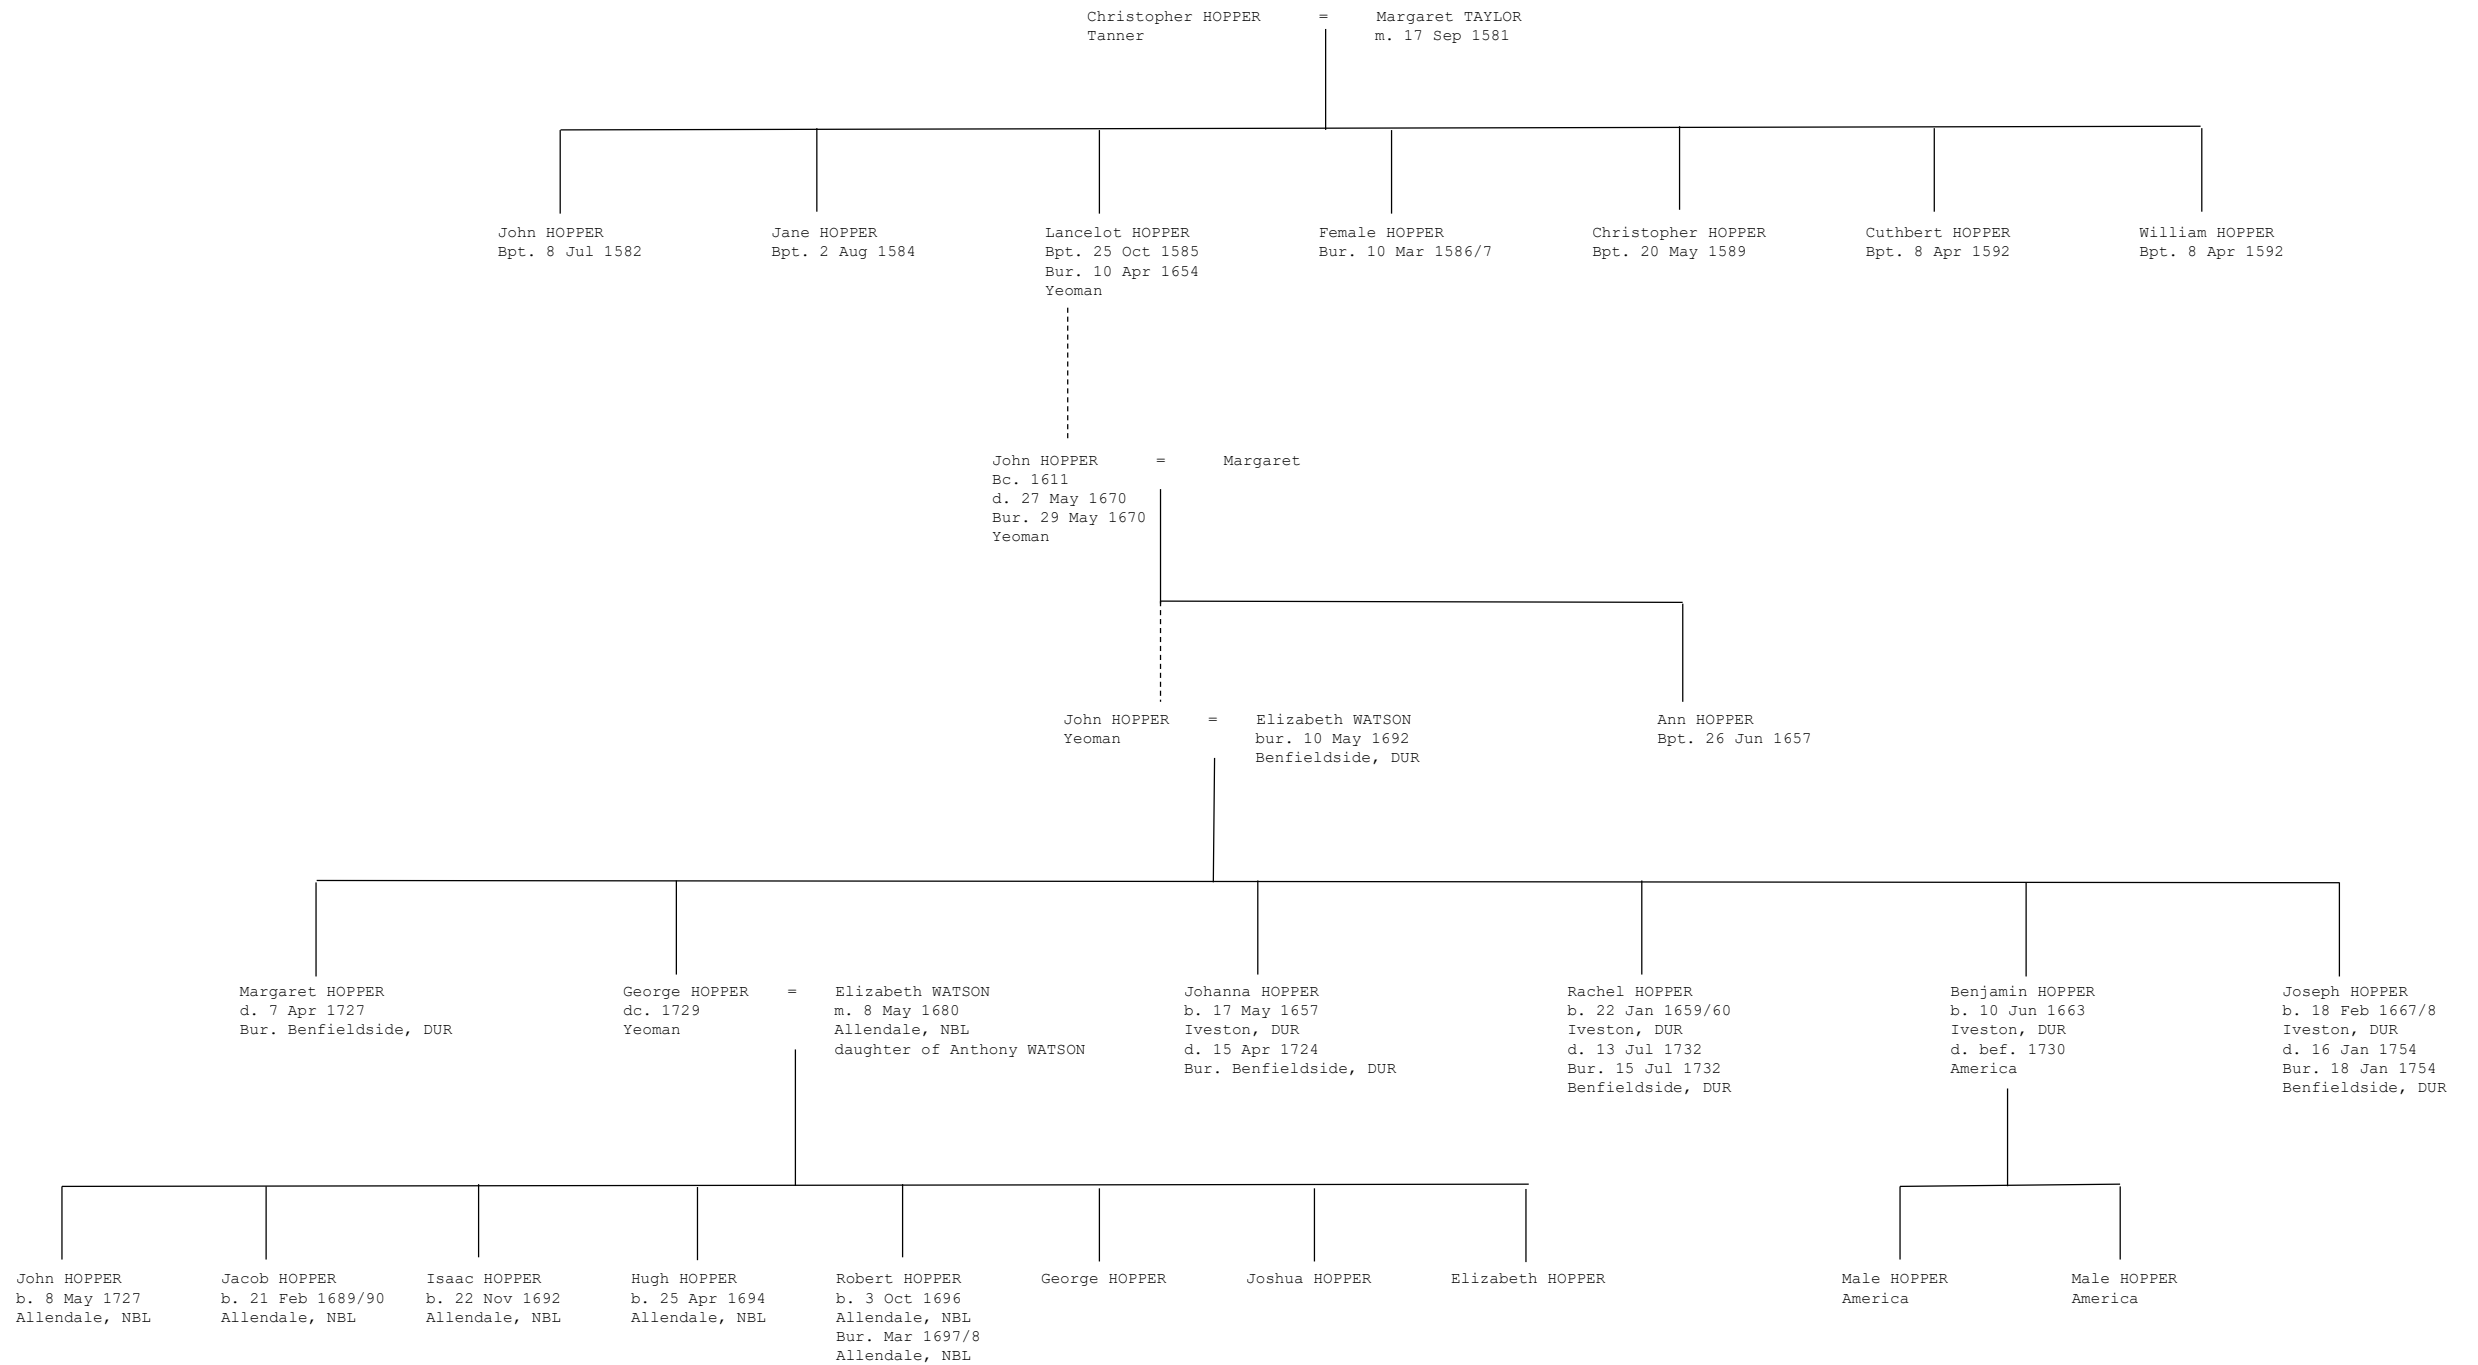 Christopher HOPPER = Margaret TAYLOR
Tanner m. 17 Sep 1581
John HOPPER
Bpt. 8 Jul 1582
Jane HOPPER
Bpt. 2 Aug 1584
Lancelot HOPPER
Bpt. 25 Oct 1585
Bur. 10 Apr 1654
Yeoman
Female HOPPER
Bur. 10 Mar 1586/7
Christopher HOPPER
Bpt. 20 May 1589
Cuthbert HOPPER
Bpt. 8 Apr 1592
William HOPPER
Bpt. 8 Apr 1592
John HOPPER = Margaret
Bc. 1611
d. 27 May 1670
Bur. 29 May 1670
Yeoman
John HOPPER = Elizabeth WATSON
Yeoman bur. 10 May 1692
Benfieldside, DUR
Ann HOPPER
Bpt. 26 Jun 1657
Margaret HOPPER
d. 7 Apr 1727
Bur. Benfieldside, DUR
George HOPPER = Elizabeth WATSON
dc. 1729 m. 8 May 1680
Yeoman Allendale, NBL
daughter of Anthony WATSON
Johanna HOPPER
b. 17 May 1657
Iveston, DUR
d. 15 Apr 1724
Bur. Benfieldside, DUR
Rachel HOPPER
b. 22 Jan 1659/60
Iveston, DUR
d. 13 Jul 1732
Bur. 15 Jul 1732
Benfieldside, DUR
Benjamin HOPPER
b. 10 Jun 1663
Iveston, DUR
d. bef. 1730
America
Joseph HOPPER
b. 18 Feb 1667/8
Iveston, DUR
d. 16 Jan 1754
Bur. 18 Jan 1754
Benfieldside, DUR
John HOPPER
b. 8 May 1727
Allendale, NBL
Jacob HOPPER
b. 21 Feb 1689/90
Allendale, NBL
Isaac HOPPER
b. 22 Nov 1692
Allendale, NBL
Hugh HOPPER
b. 25 Apr 1694
Allendale, NBL
Robert HOPPER
b. 3 Oct 1696
Allendale, NBL
Bur. Mar 1697/8
Allendale, NBL
George HOPPER
Joshua HOPPER
Elizabeth HOPPER
Male HOPPER
America
Male HOPPER
America